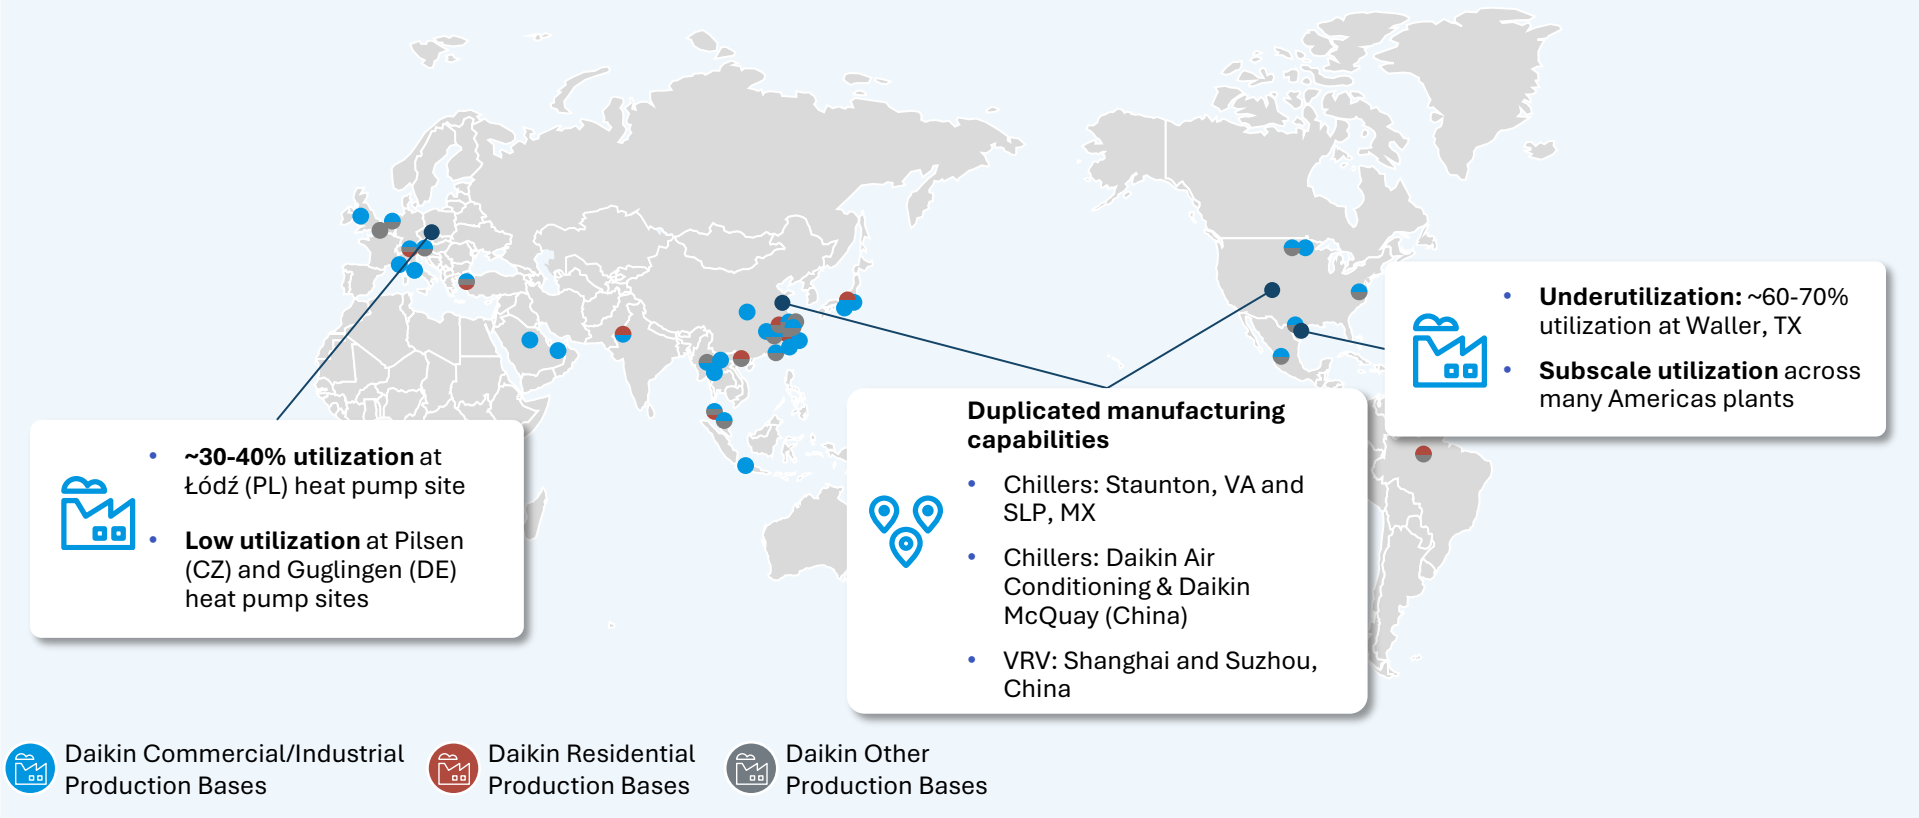 ~30-40% utilization at
Łódź (PL) heat pump site
Low utilization at Pilsen
(CZ) and Guglingen (DE)
heat pump sites
Duplicated manufacturing
capabilities
Chillers: Staunton, VA and
SLP, MX
Chillers: Daikin Air
Conditioning & Daikin
McQuay (China)
VRV: Shanghai and Suzhou,
China
Underutilization: ~60-70%
utilization at Waller, TX
Subscale utilization across
many Americas plants
Daikin Commercial/Industrial
Production Bases
Daikin Residential
Production Bases
Daikin Other
Production Bases